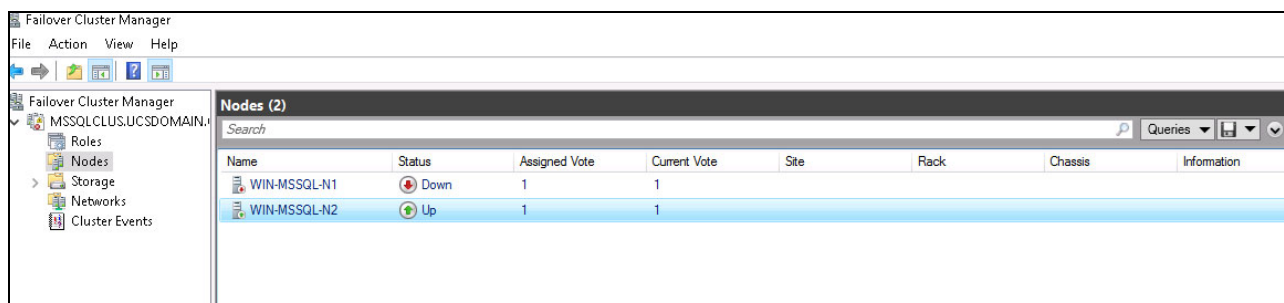 Failover Cluster Manager
File Action View Help
Failover Cluster Manager
MSSQLCLUS.UCSDOMAIN.
Roles
Nodes
Storage
Networks
Cluster Events
Nodes (2)
Search
Queries
Name Status Assigned Vote Current Vote Site Rack Chassis Information
WIN-MSSQL-N1 Down 1 1
WIN-MSSQL-N2 Up 1 1